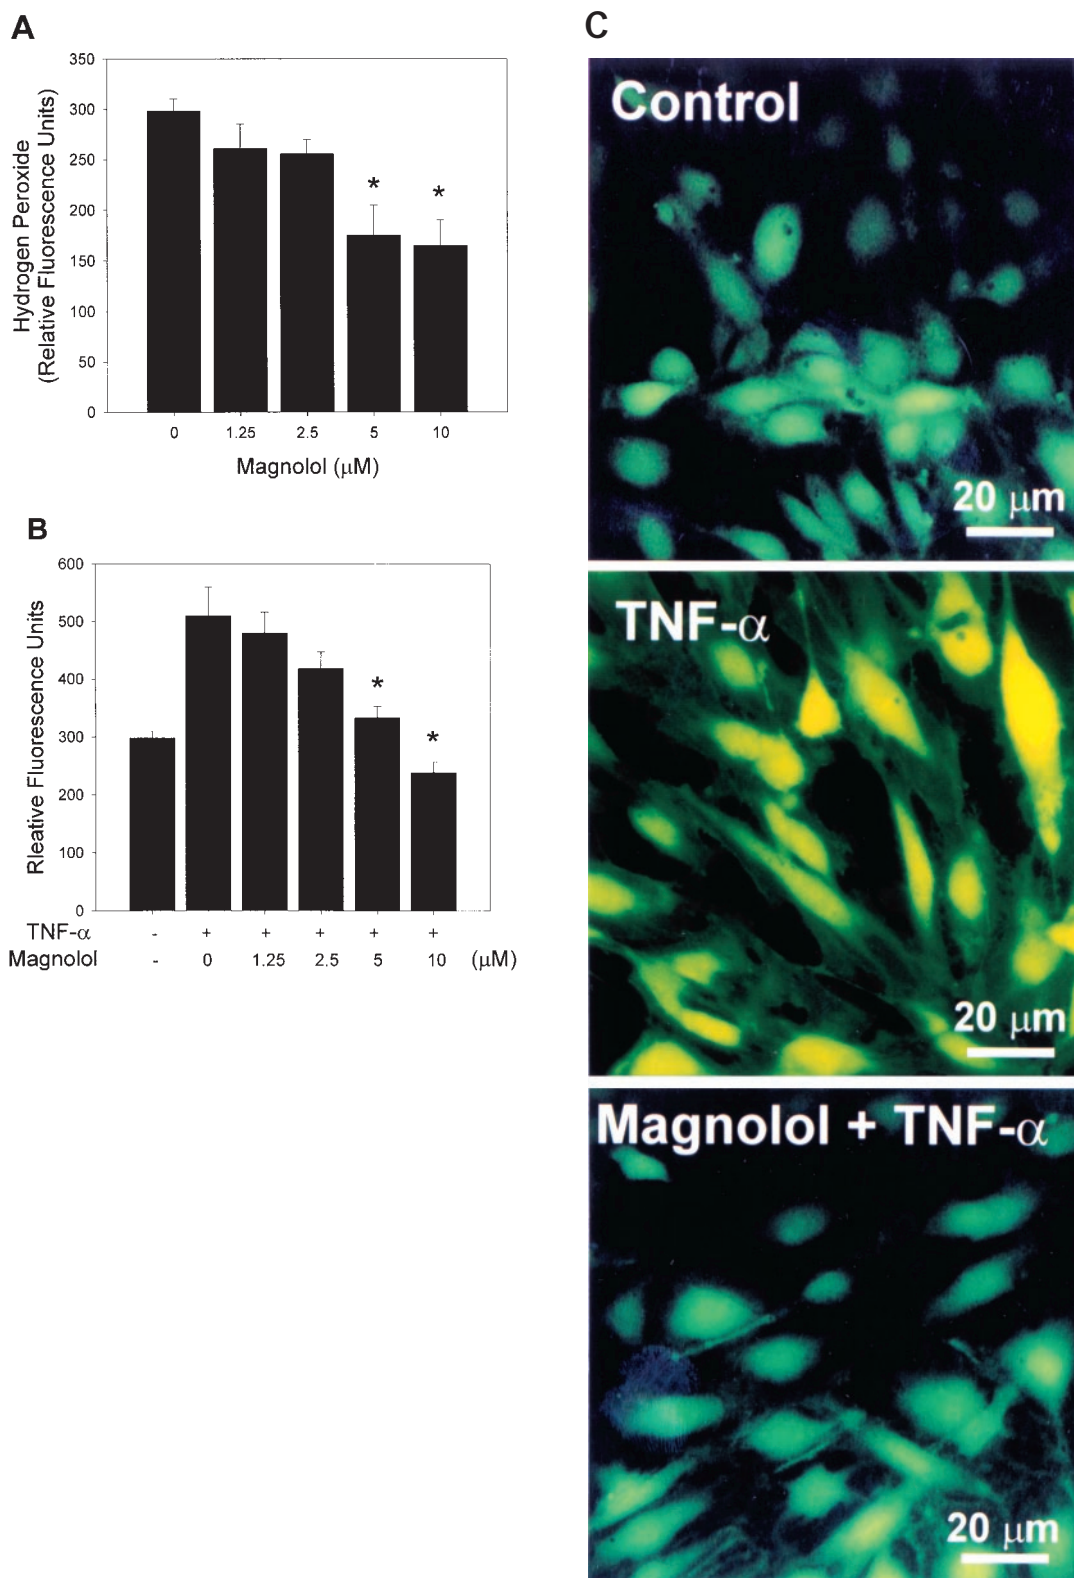 A
350
300
250
200
150
100
50
0
Hydrogen Peroxide
(Relative Fluorescence Units)
*
*
0 1.25 2.5 5 10
Magnolol (μM)
B
600
500
400
300
200
100
0
Rleative Fluorescence Units
*
*
TNF-α - + + + + +
Magnolol - 0 1.25 2.5 5 10 (μM)
C
Control
20 μm
TNF-α
20 μm
Magnolol + TNF-α
20 μm